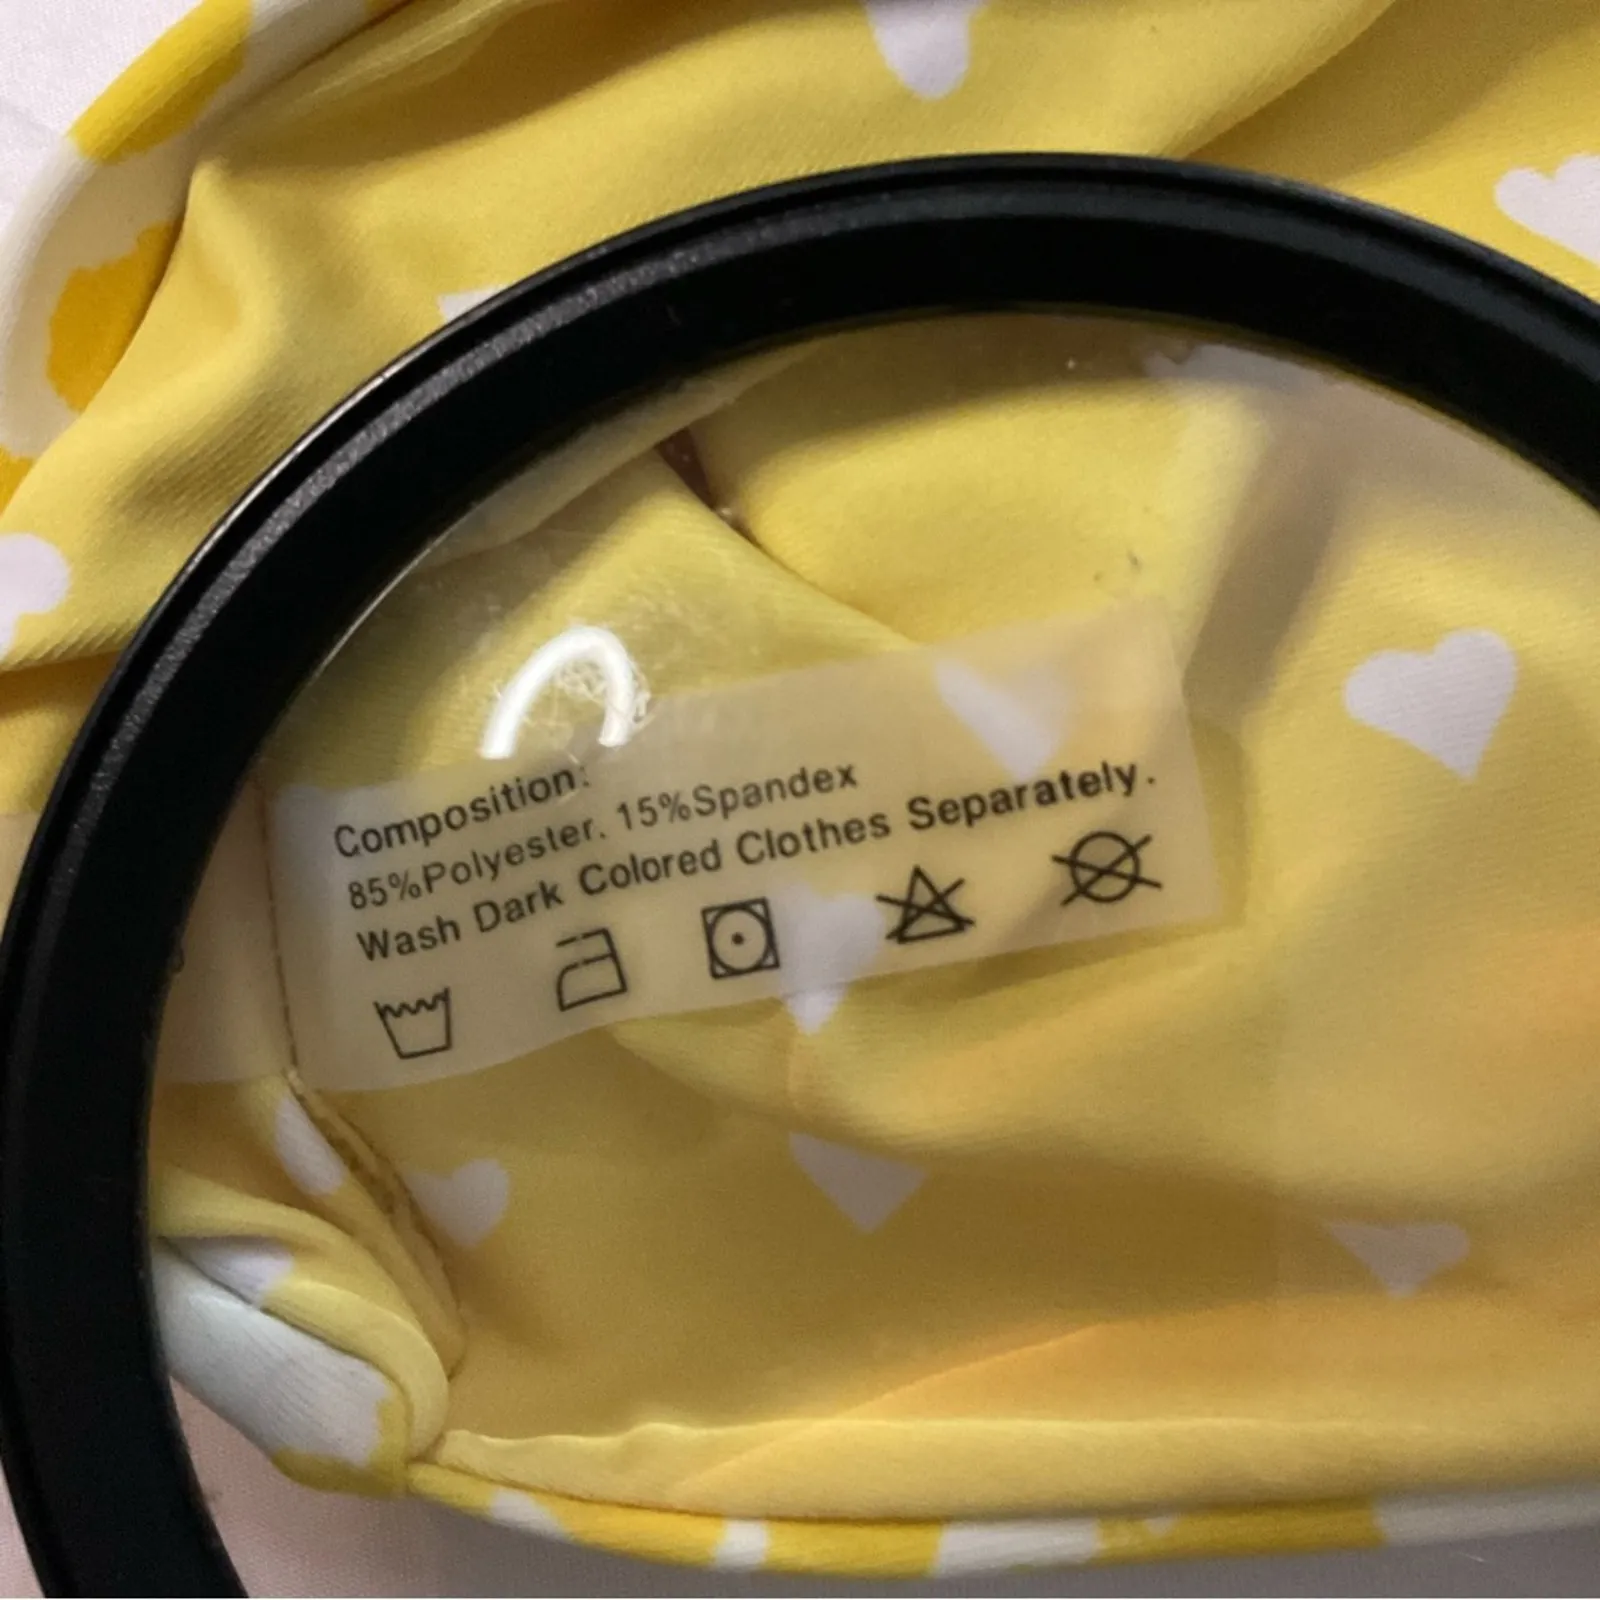 Composition:
85%Polyester. 15%Spandex
Wash Dark Colored Clothes Separately.